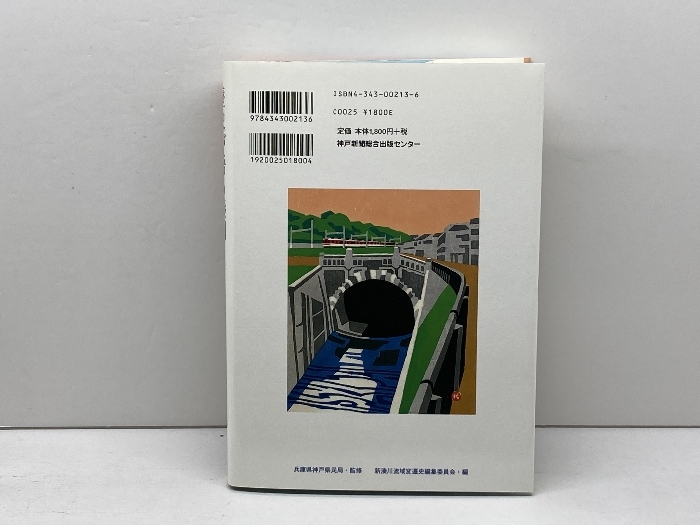 ISBN4-343-00213-6
9784343002136
C0025 ¥1800E
定価 本体1,800円+税
神戸新聞総合出版センター
1920025018004
兵庫県神戸県民局・監修 新湊川流域変遷史編集委員会・編